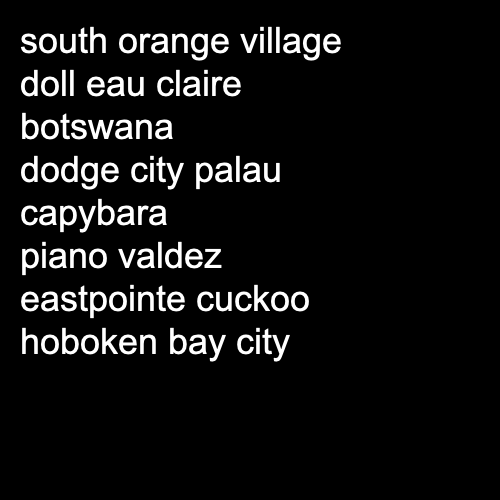 south orange village
doll eau claire
botswana
dodge city palau
capybara
piano valdez
eastpointe cuckoo
hoboken bay city